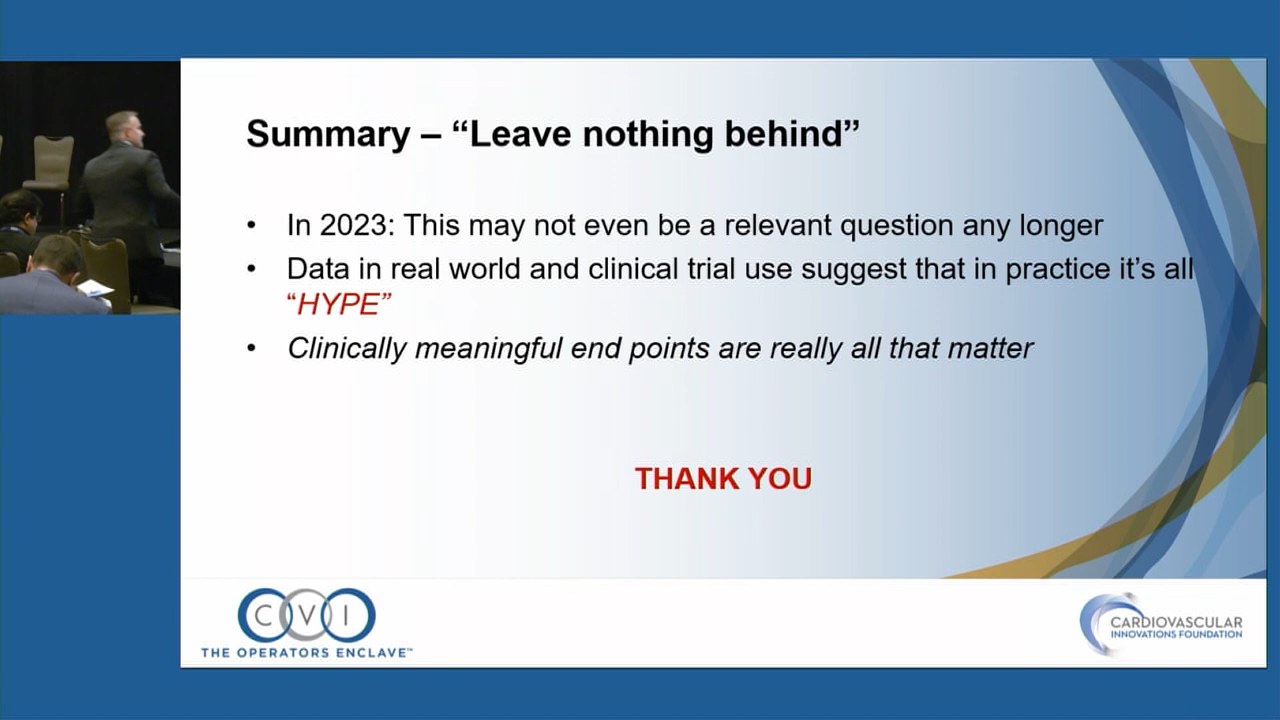 Summary – “Leave nothing behind”
• In 2023: This may not even be a relevant question any longer
• Data in real world and clinical trial use suggest that in practice it’s all
“HYPE”
• Clinically meaningful end points are really all that matter
THANK YOU
CVI
THE OPERATORS ENCLAVE™
CARDIOVASCULAR
INNOVATIONS FOUNDATION